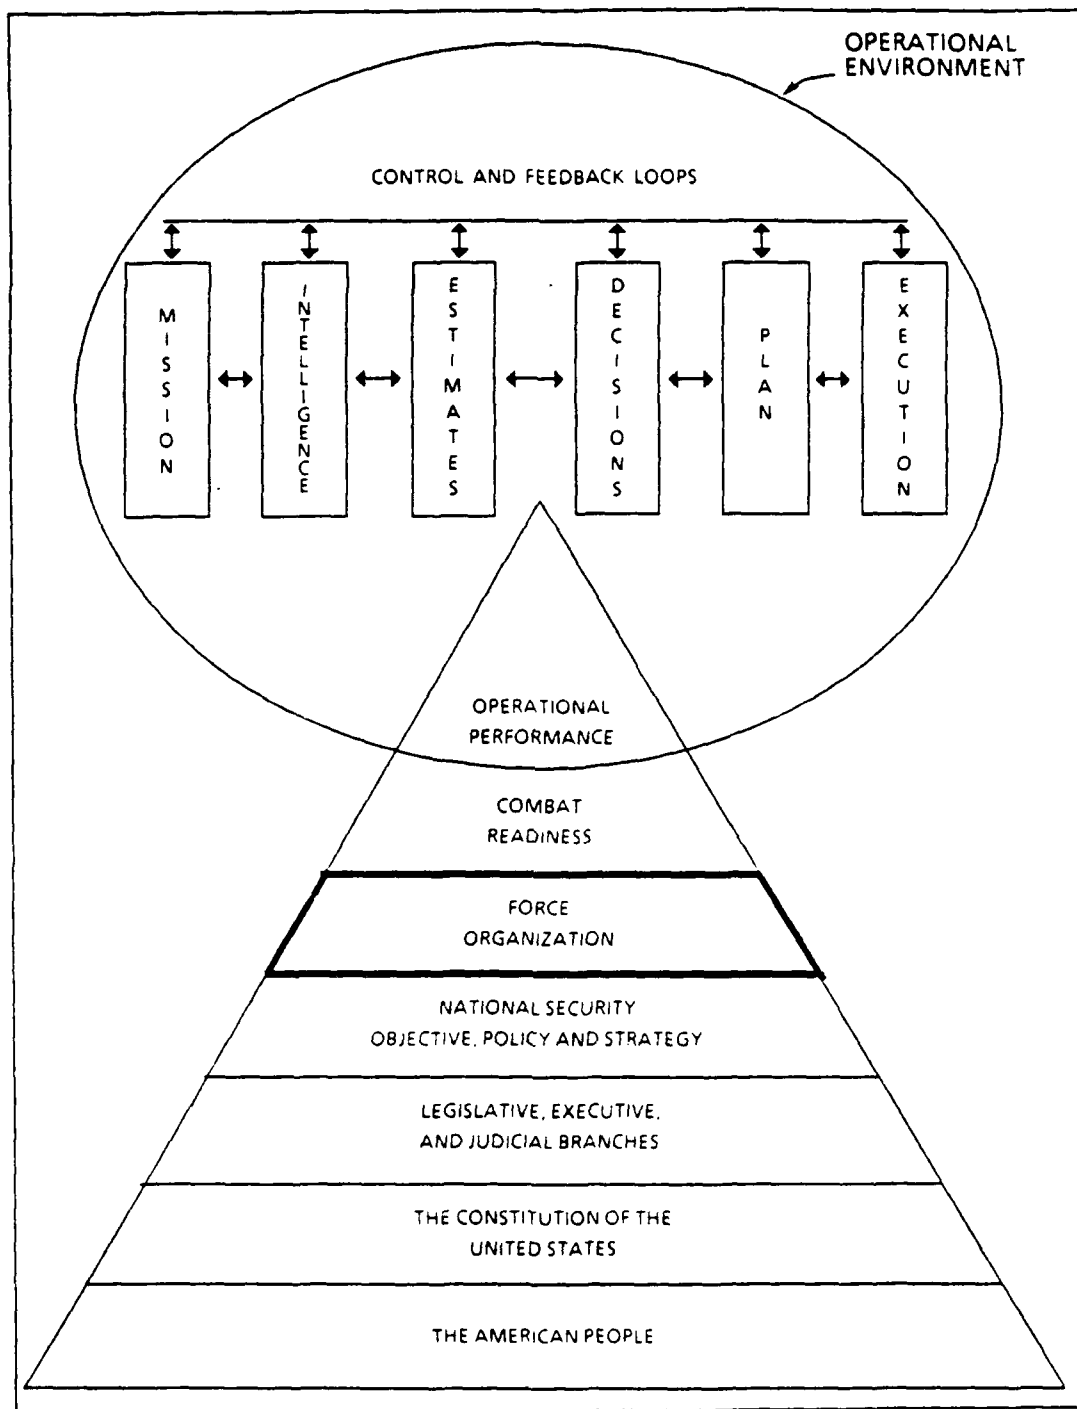 OPERATIONAL
ENVIRONMENT
CONTROL AND FEEDBACK LOOPS
MISSION
INTELLIGENCE
ESTIMATES
DECISIONS
PLAN
EXECUTION
OPERATIONAL
PERFORMANCE
COMBAT
READINESS
FORCE
ORGANIZATION
NATIONAL SECURITY
OBJECTIVE, POLICY AND STRATEGY
LEGISLATIVE, EXECUTIVE,
AND JUDICIAL BRANCHES
THE CONSTITUTION OF THE
UNITED STATES
THE AMERICAN PEOPLE